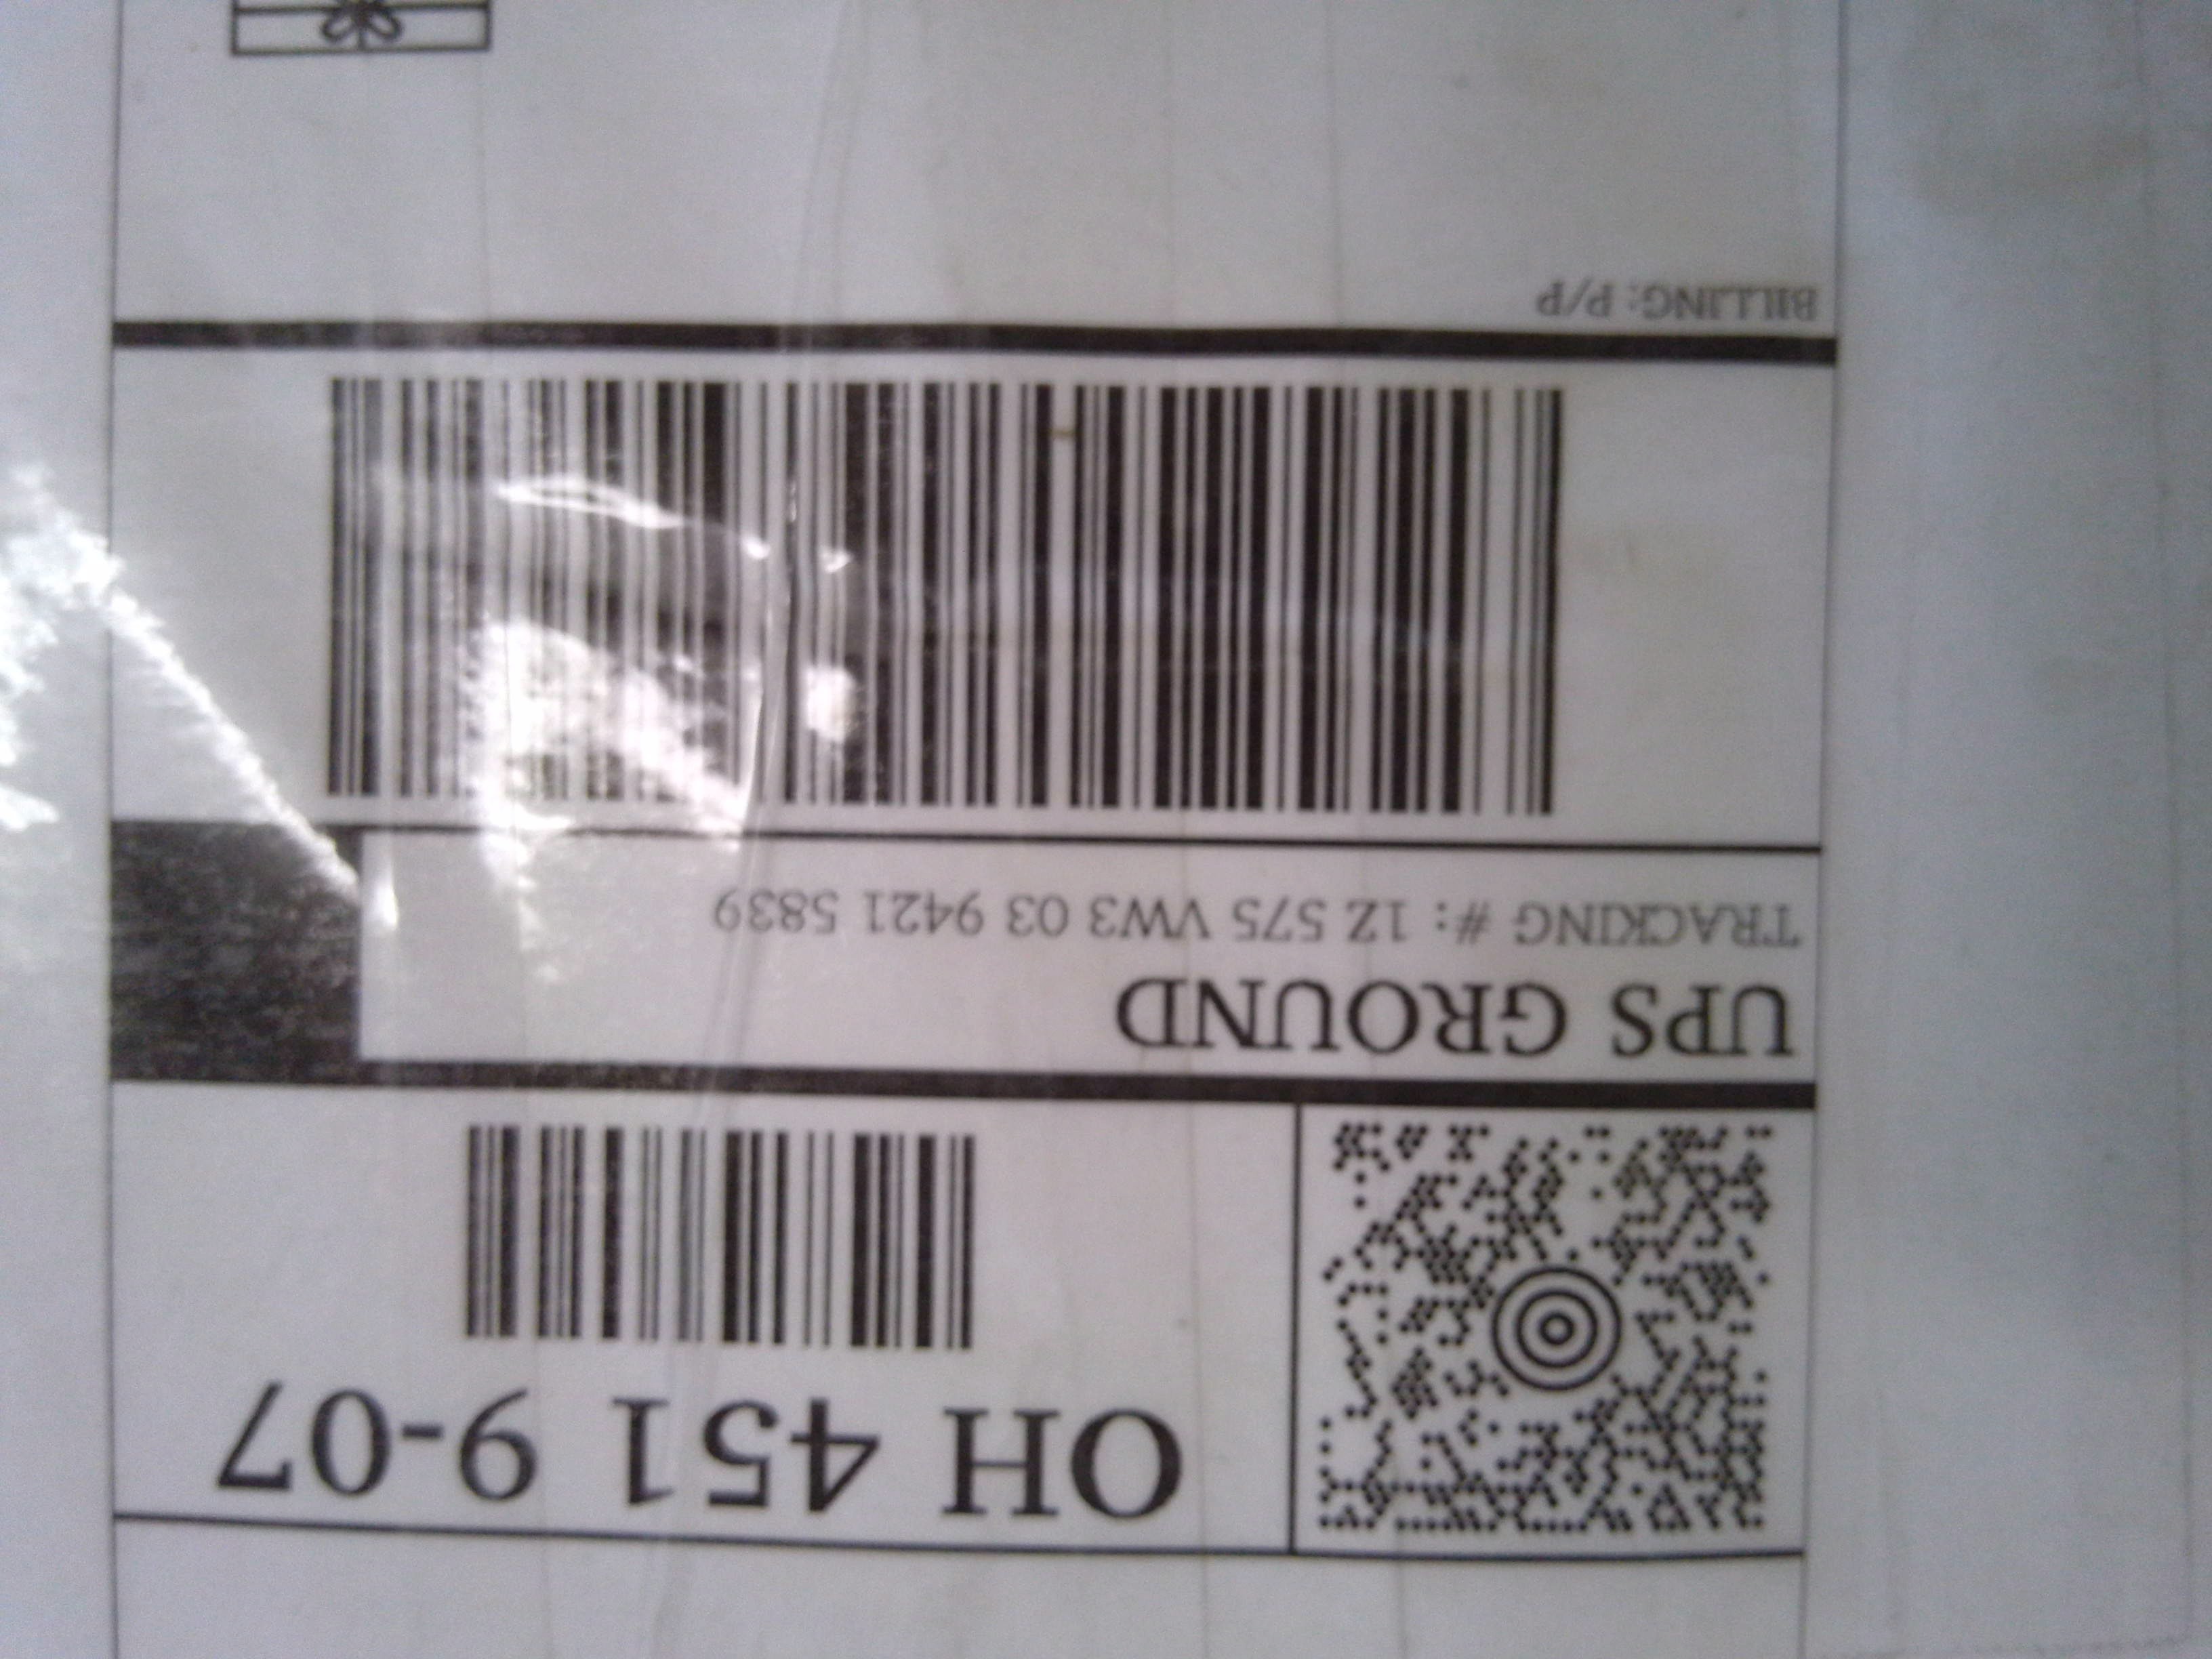 OH 451 9-07
UPS GROUND
TRACKING #: 1Z 575 VW3 03 9421 5839
BILLING: P/P